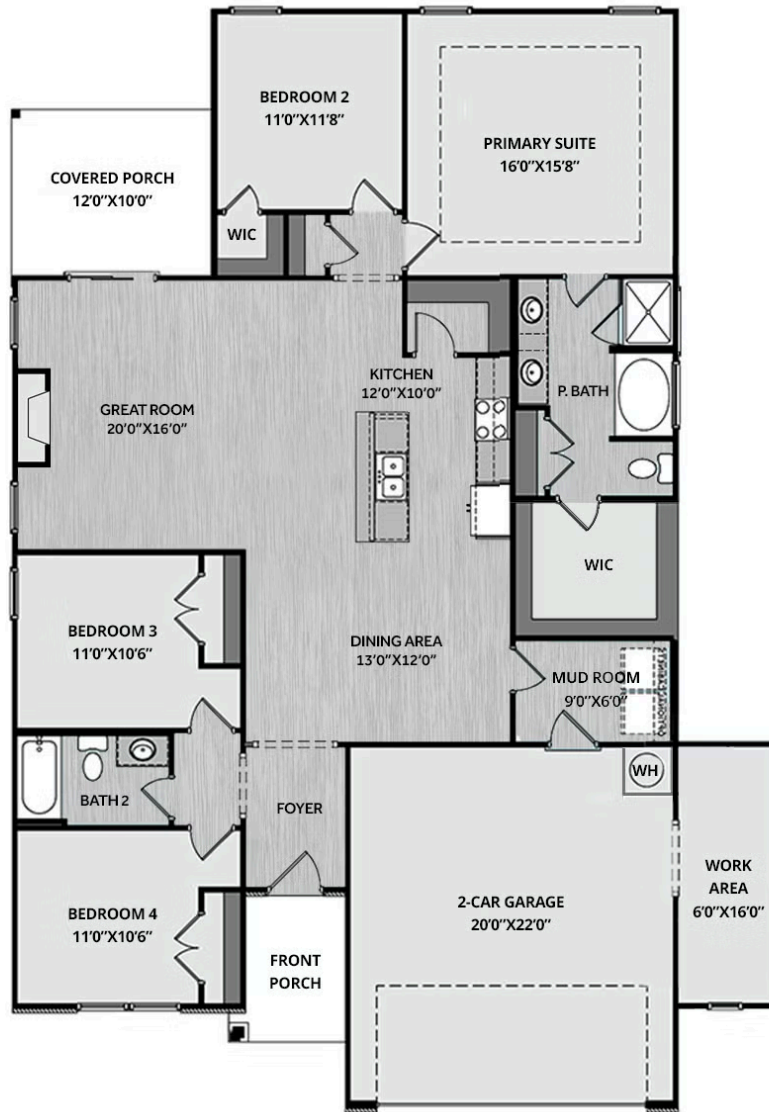 BEDROOM 2
11'0"X11'8"
PRIMARY SUITE
16'0"X15'8"
COVERED PORCH
12'0"X10'0"
WIC
KITCHEN
12'0"X10'0"
GREAT ROOM
20'0"X16'0"
P. BATH
WIC
BEDROOM 3
11'0"X10'6"
DINING AREA
13'0"X12'0"
MUD ROOM
9'0"X6'0"
WH
BATH 2
FOYER
WORK
AREA
6'0"X16'0"
2-CAR GARAGE
20'0"X22'0"
BEDROOM 4
11'0"X10'6"
FRONT
PORCH